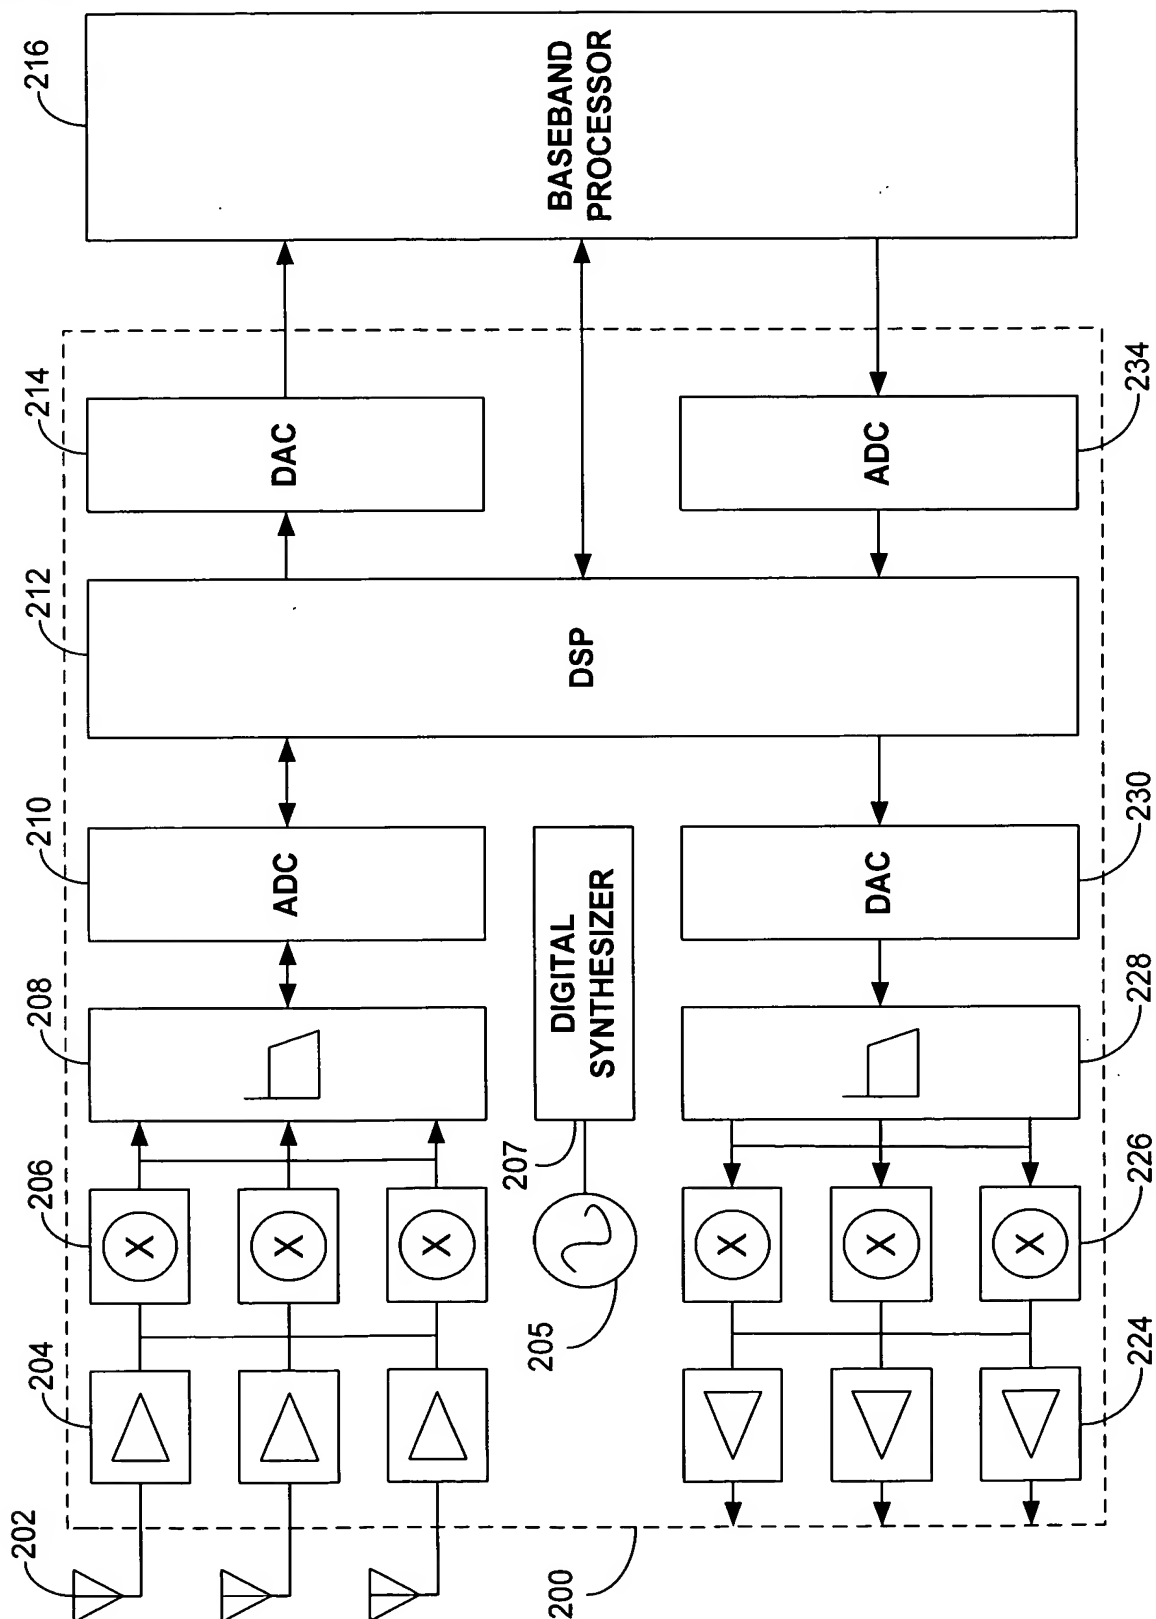 202
204
206
208
210
212
214
216
X
X
X
ADC
DSP
DAC
BASEBAND
PROCESSOR
205
207
DIGITAL
SYNTHESIZER
X
X
X
DAC
ADC
200
224
226
228
230
234